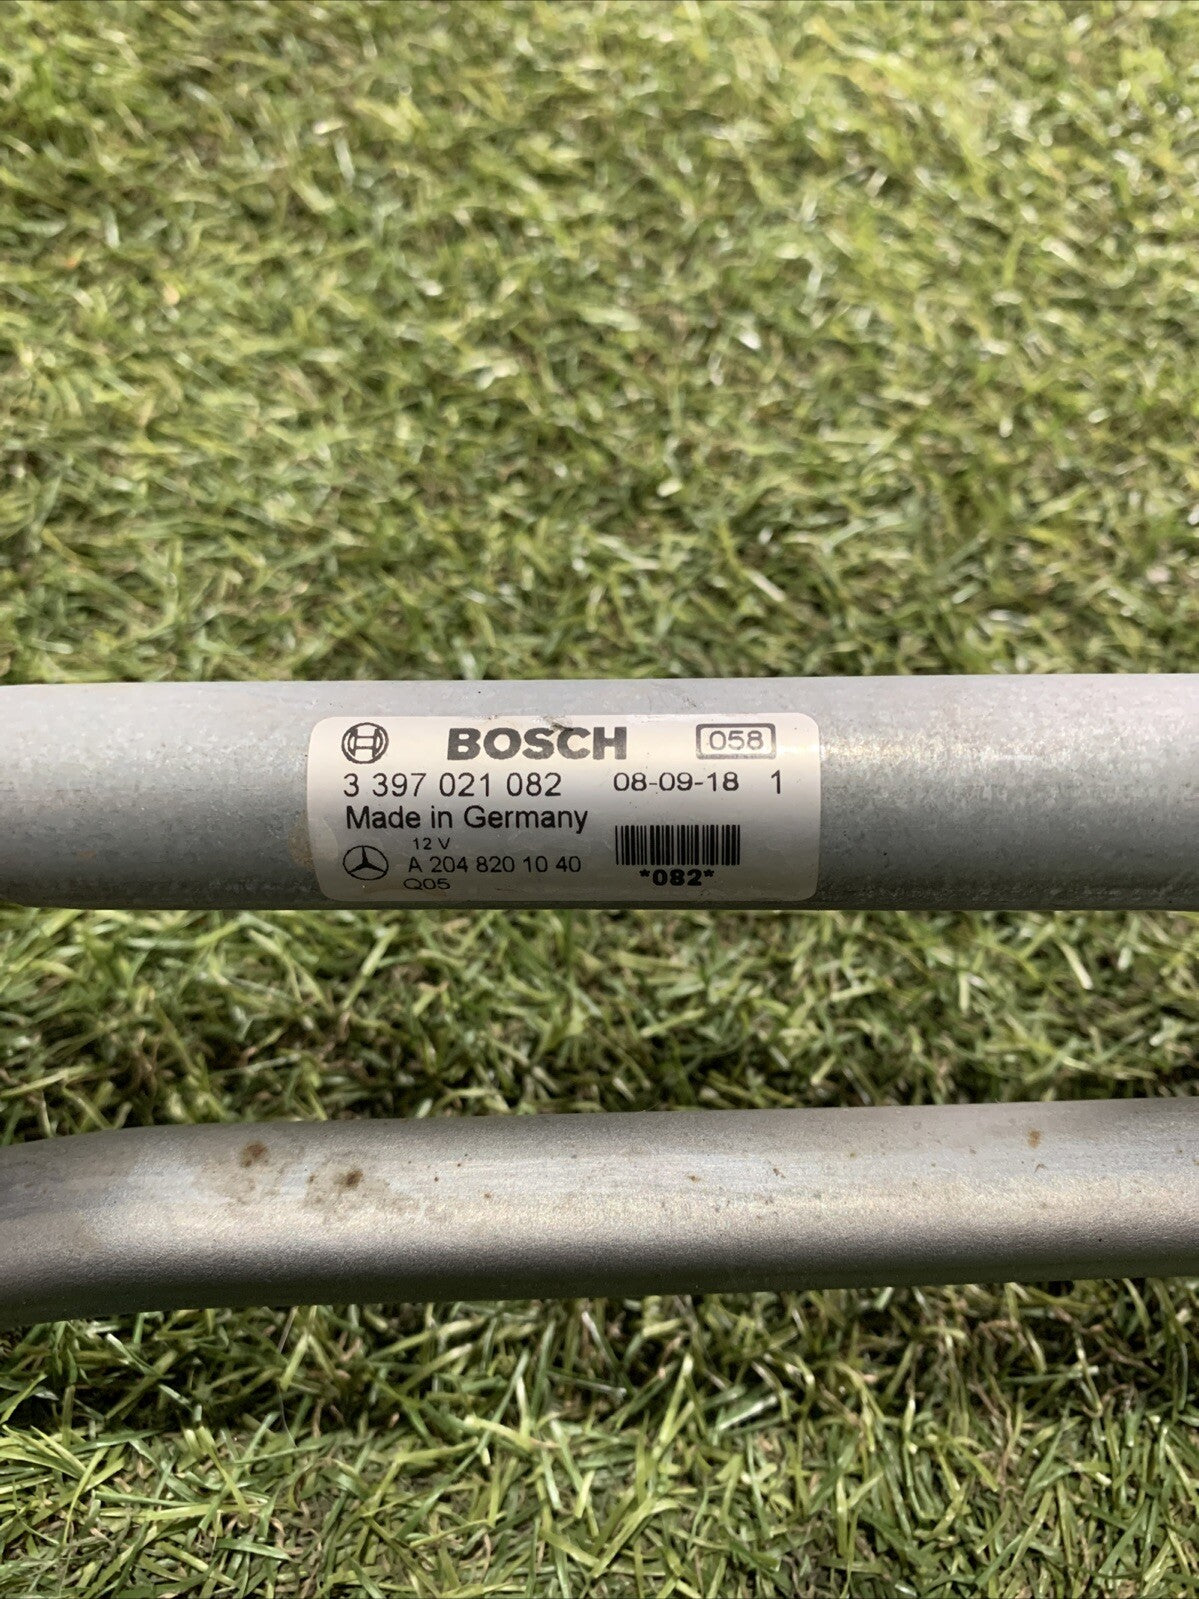 BOSCH 058
3 397 021 082 08-09-18 1
Made in Germany
12 V
A 204 820 10 40
*082*
Q05